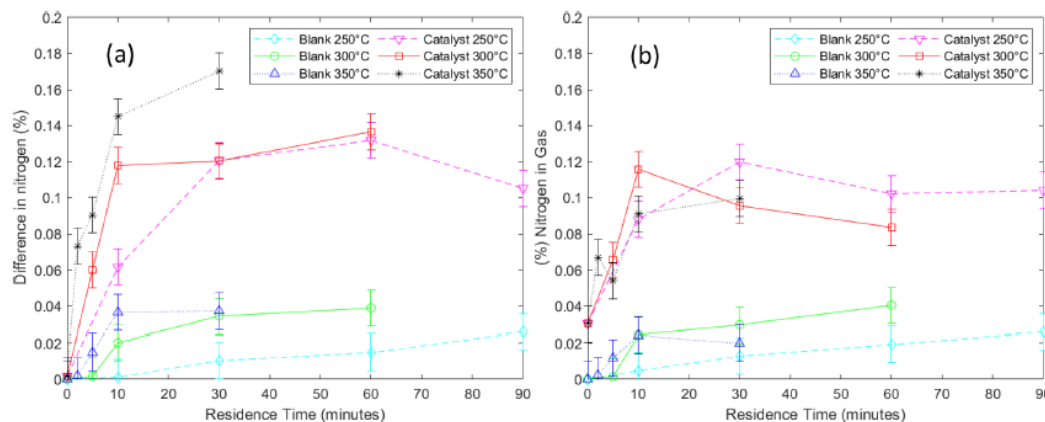 (a)
Blank 250°C
Blank 300°C
Blank 350°C
Catalyst 250°C
Catalyst 300°C
Catalyst 350°C
Difference in nitrogen (%)
0.2
0.18
0.16
0.14
0.12
0.1
0.08
0.06
0.04
0.02
0
0 10 20 30 40 50 60 70 80 90
Residence Time (minutes)
(b)
Blank 250°C
Blank 300°C
Blank 350°C
Catalyst 250°C
Catalyst 300°C
Catalyst 350°C
(%) Nitrogen in Gas
0.2
0.18
0.16
0.14
0.12
0.1
0.08
0.06
0.04
0.02
0
0 10 20 30 40 50 60 70 80 90
Residence Time (minutes)